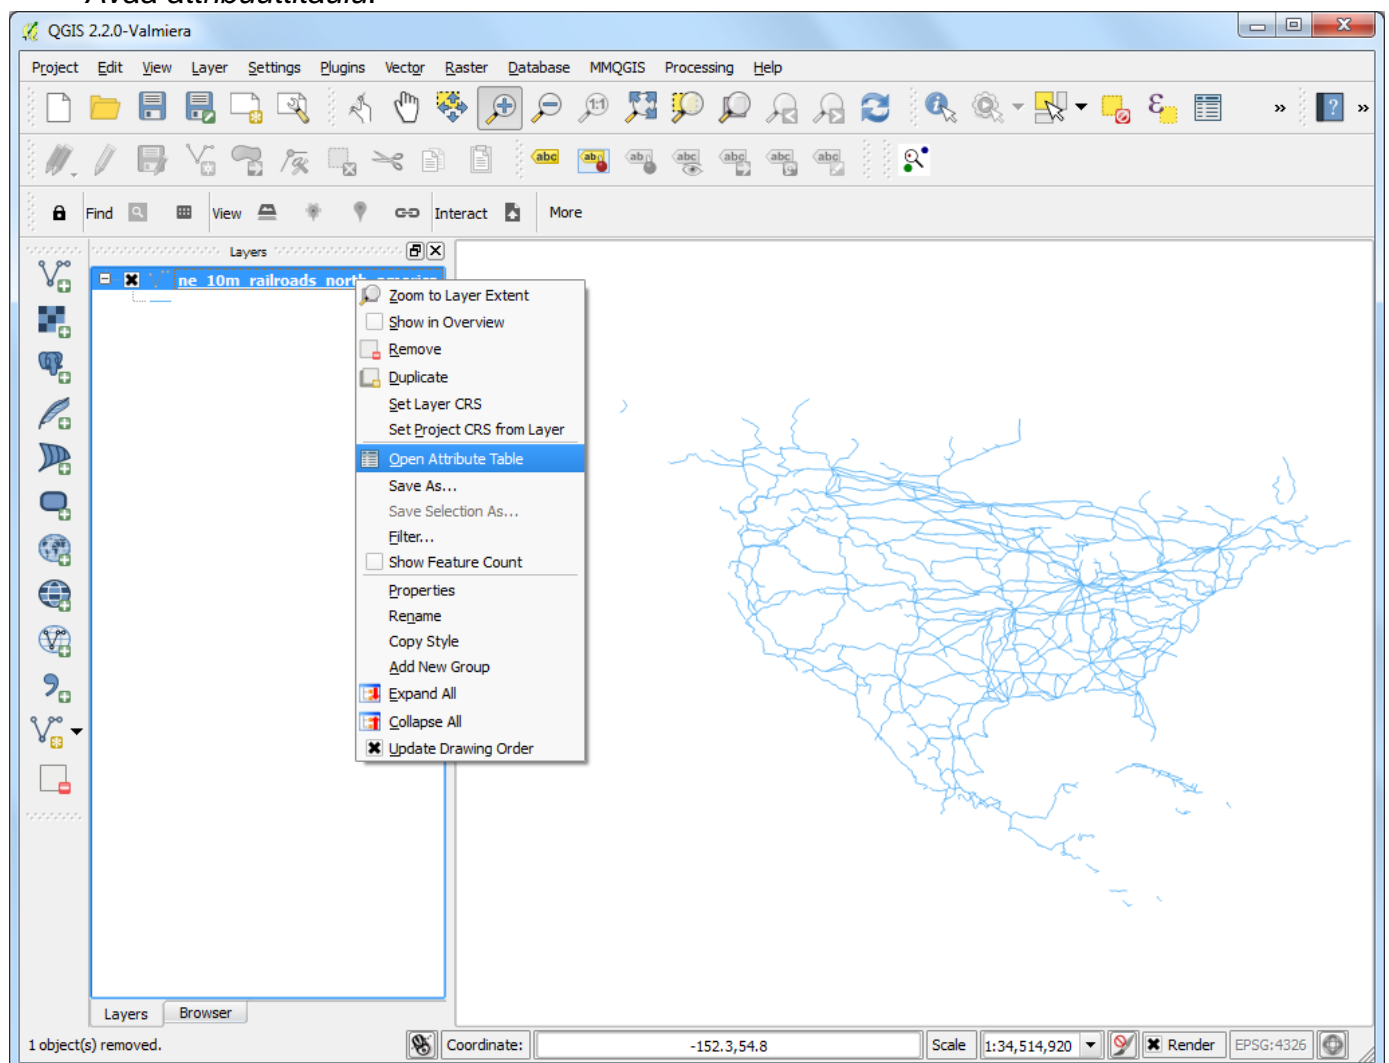 Avaa attribuuttitaulu.
QGIS 2.2.0-Valmiera
Project Edit View Layer Settings Plugins Vector Raster Database MMQGIS Processing Help
abc
Find View Interact More
Layers
ne_10m_railroads_north_america
Zoom to Layer Extent
Show in Overview
Remove
Duplicate
Set Layer CRS
Set Project CRS from Layer
Open Attribute Table
Save As...
Save Selection As...
Filter...
Show Feature Count
Properties
Rename
Copy Style
Add New Group
Expand All
Collapse All
Update Drawing Order
Layers Browser
1 object(s) removed. Coordinate: -152.3,54.8 Scale 1:34,514,920 Render EPSG:4326